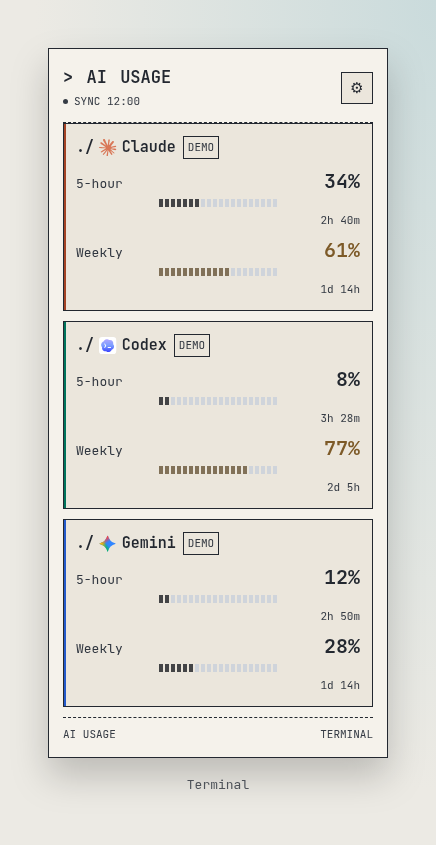 > AI USAGE
SYNC 12:00
⚙
./ Claude DEMO
5-hour 34%
2h 40m
Weekly 61%
1d 14h
./ Codex DEMO
5-hour 8%
3h 28m
Weekly 77%
2d 5h
./ Gemini DEMO
5-hour 12%
2h 50m
Weekly 28%
1d 14h
AI USAGE TERMINAL
Terminal